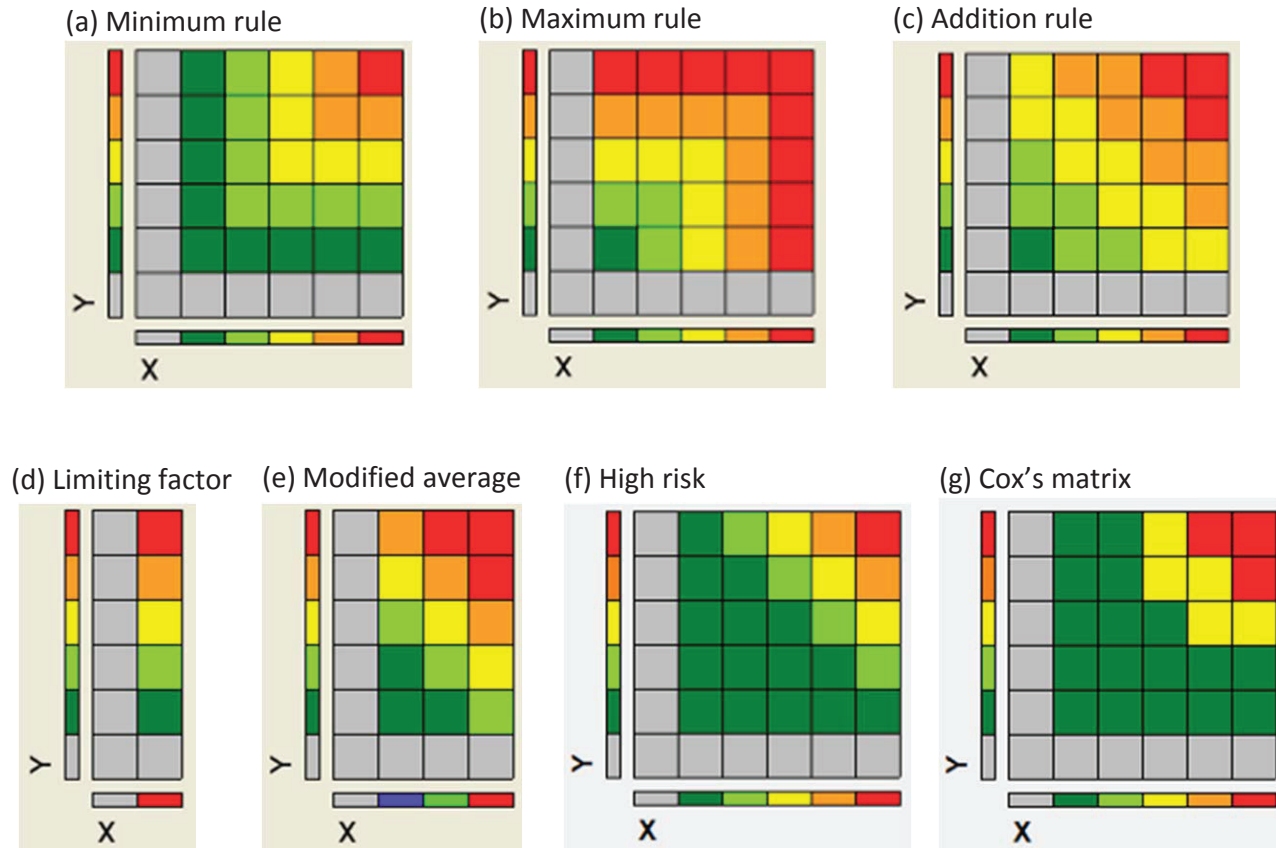 (a) Minimum rule
(b) Maximum rule
(c) Addition rule
Y
X
Y
X
Y
X
(d) Limiting factor
(e) Modified average
(f) High risk
(g) Cox's matrix
Y
X
Y
X
Y
X
Y
X